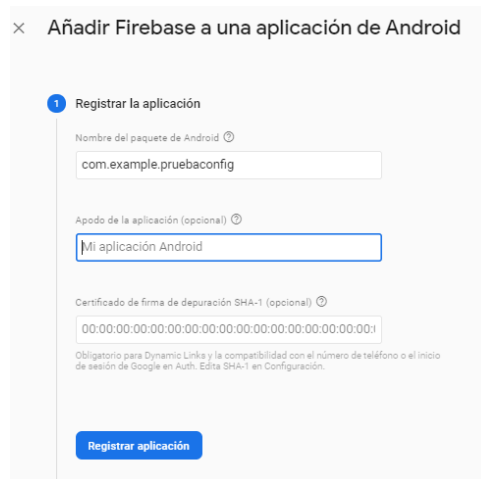 Añadir Firebase a una aplicación de Android
1 Registrar la aplicación
Nombre del paquete de Android
com.example.pruebaconfig
Apodo de la aplicación (opcional)
Mi aplicación Android
Certificado de firma de depuración SHA-1 (opcional)
00:00:00:00:00:00:00:00:00:00:00:00:00:00:00:00:00:
Obligatorio para Dynamic Links y la compatibilidad con el número de teléfono o el inicio
de sesión de Google en Auth. Edita SHA-1 en Configuración.
Registrar aplicación